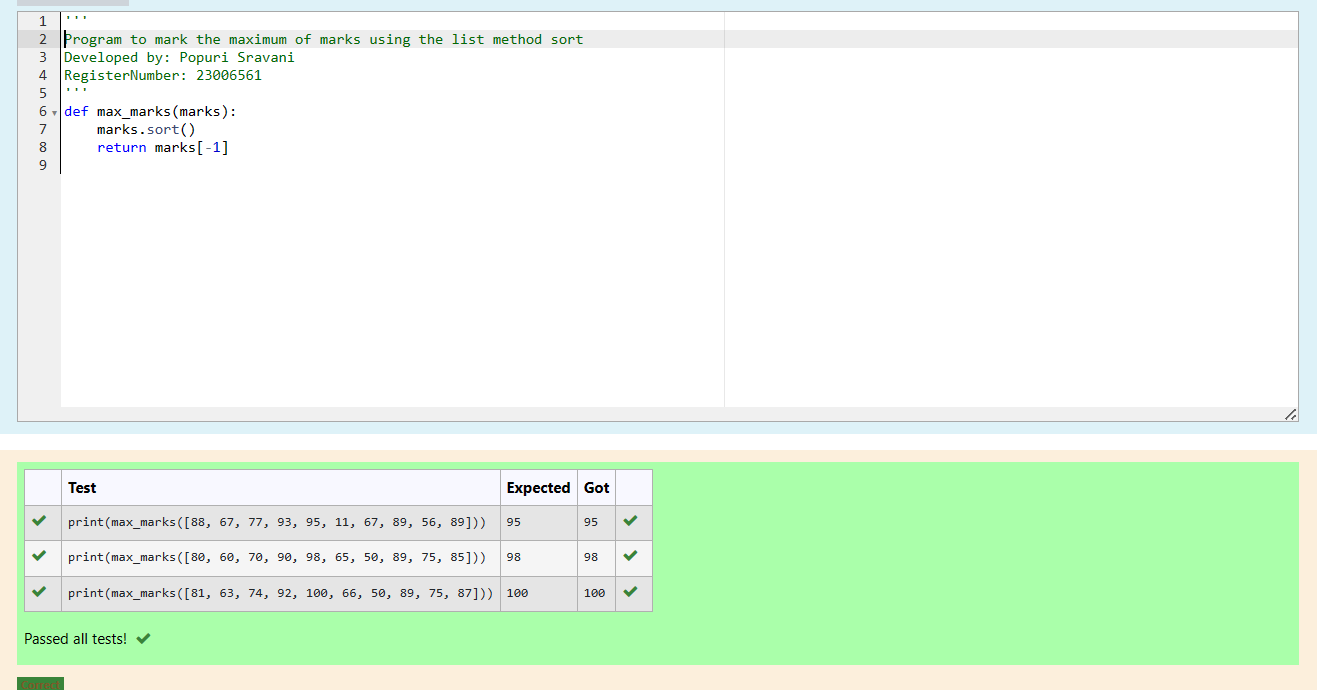 1 '''
2 Program to mark the maximum of marks using the list method sort
3 Developed by: Popuri Sravani
4 RegisterNumber: 23006561
5 '''
6 def max_marks(marks):
7     marks.sort()
8     return marks[-1]
9
Test Expected Got
print(max_marks([88, 67, 77, 93, 95, 11, 67, 89, 56, 89])) 95 95
print(max_marks([80, 60, 70, 90, 98, 65, 50, 89, 75, 85])) 98 98
print(max_marks([81, 63, 74, 92, 100, 66, 50, 89, 75, 87])) 100 100
Passed all tests!